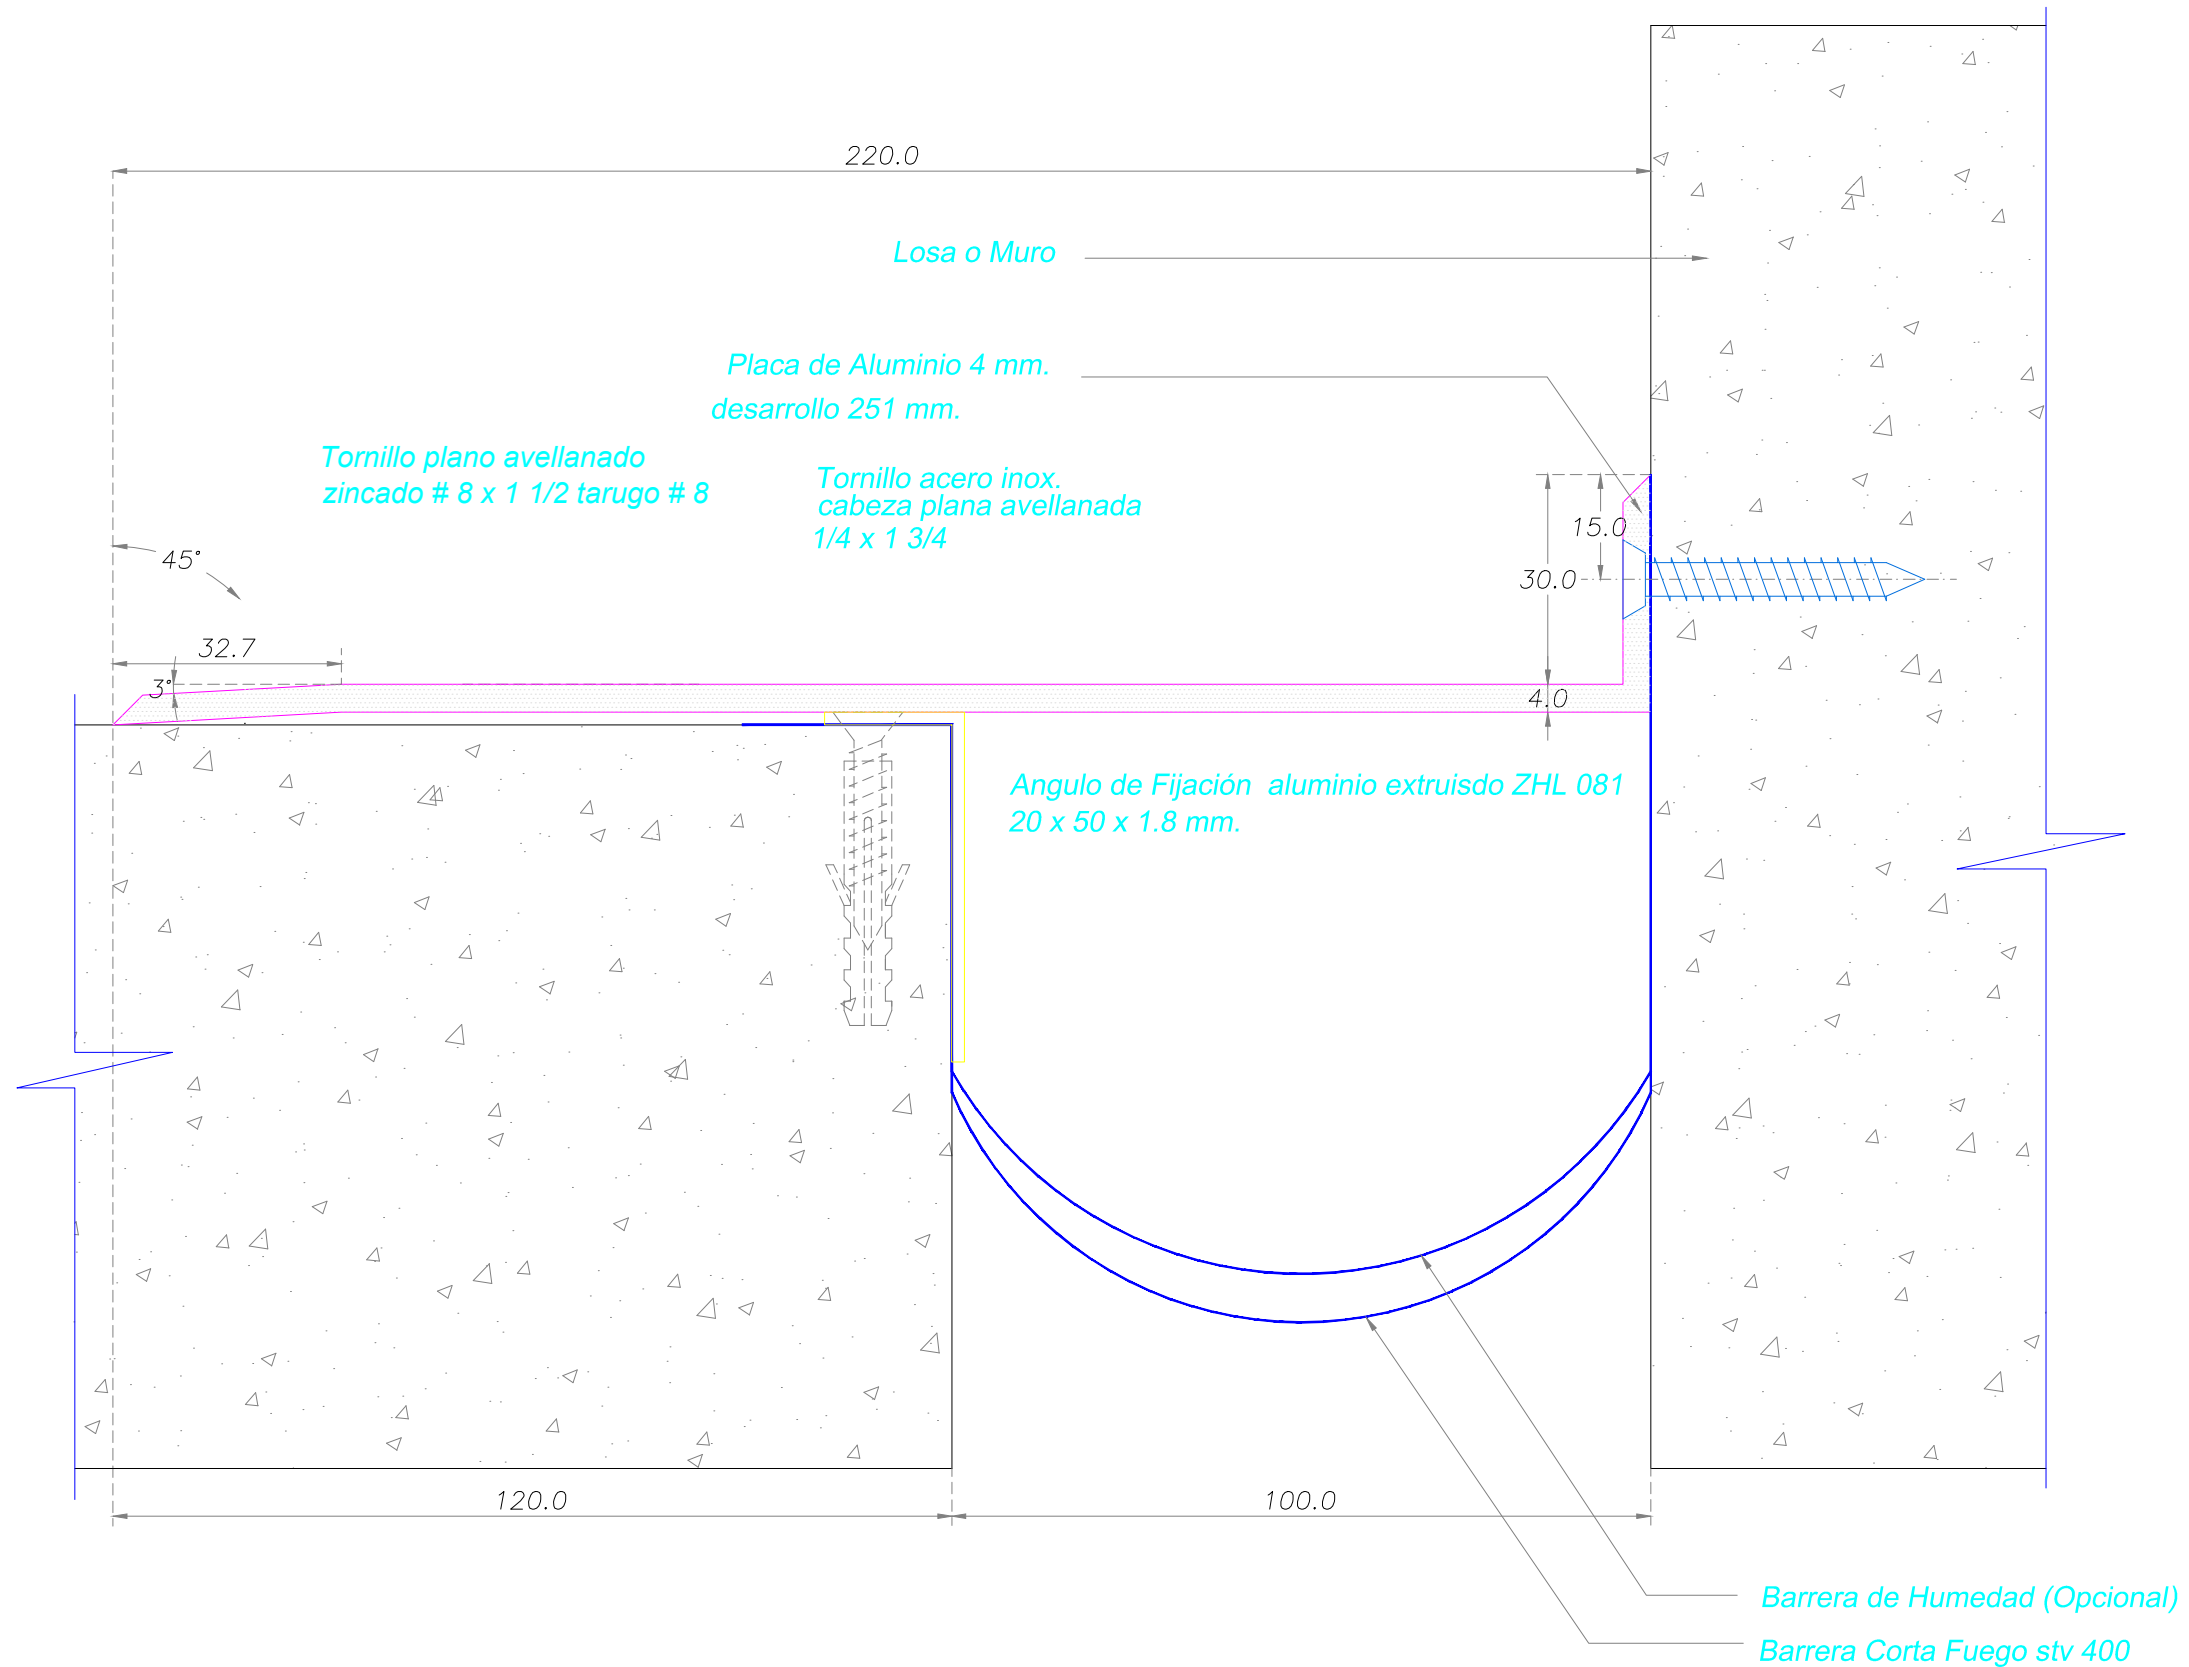 220.0
Losa o Muro
Placa de Aluminio 4 mm.
desarrollo 251 mm.
Tornillo plano avellanado
zincado # 8 x 1 1/2 tarugo # 8
Tornillo acero inox.
cabeza plana avellanada
1/4 x 1 3/4
15.0
45°
30.0
32.7
3°
4.0
Angulo de Fijación aluminio extruisdo ZHL 081
20 x 50 x 1.8 mm.
120.0
100.0
Barrera de Humedad (Opcional)
Barrera Corta Fuego stv 400